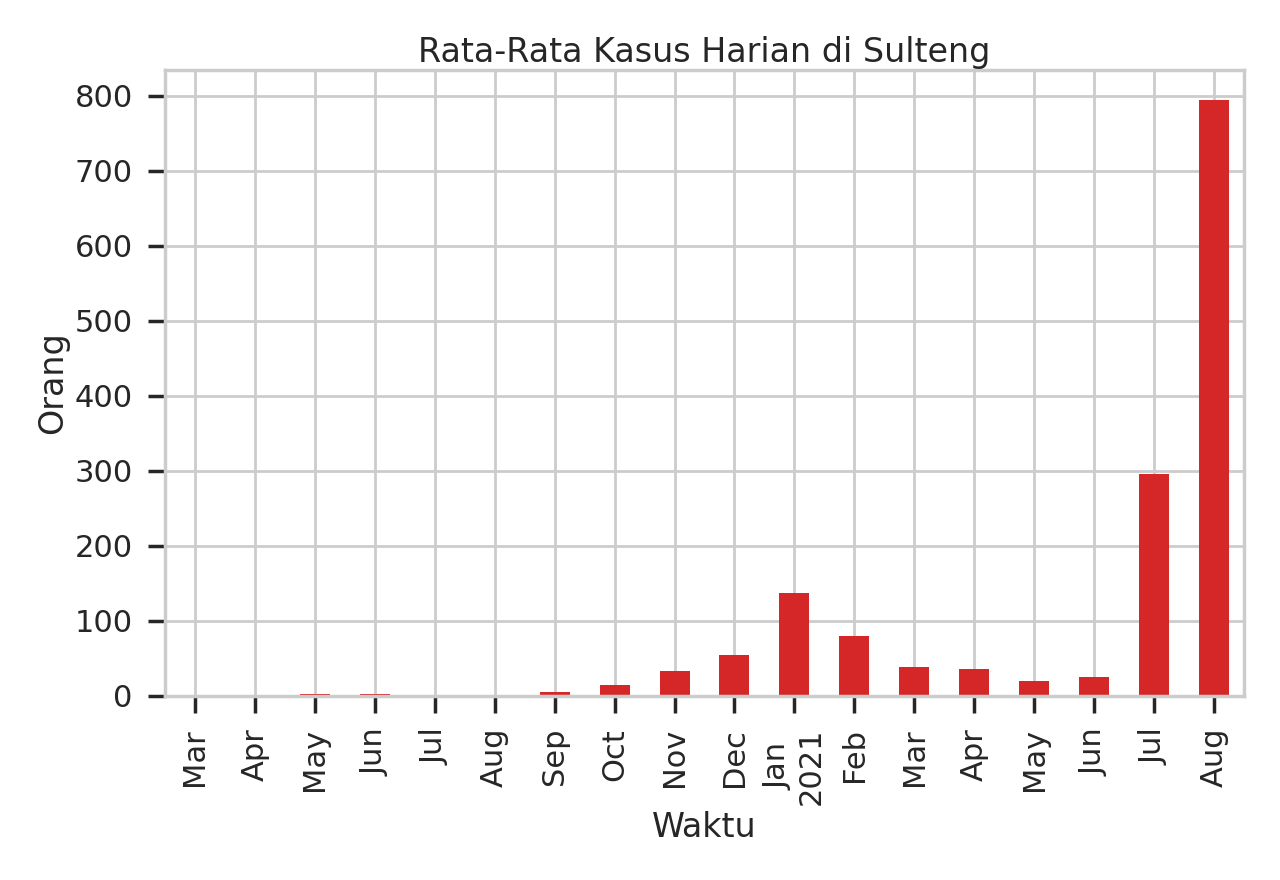 Rata-Rata Kasus Harian di Sulteng
800
700
600
500
400
300
200
100
0
Orang
Mar
Apr
May
Jun
Jul
Aug
Sep
Oct
Nov
Dec
Jan
2021
Feb
Mar
Apr
May
Jun
Jul
Aug
Waktu